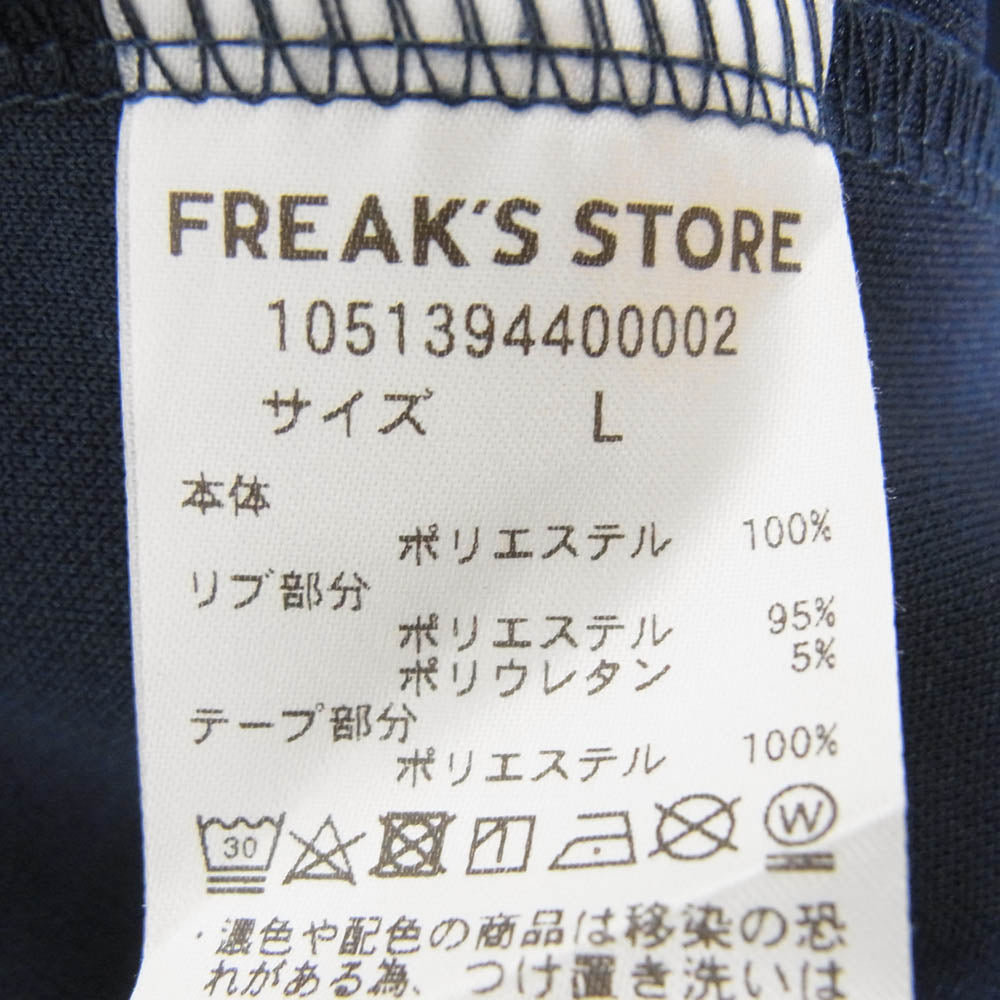 FREAK'S STORE
1051394400002
サイズ L
本体
ポリエステル 100%
リブ部分
ポリエステル 95%
ポリウレタン 5%
テープ部分
ポリエステル 100%
30 W
・濃色や配色の商品は移染の恐
れがある為、つけ置き洗いは